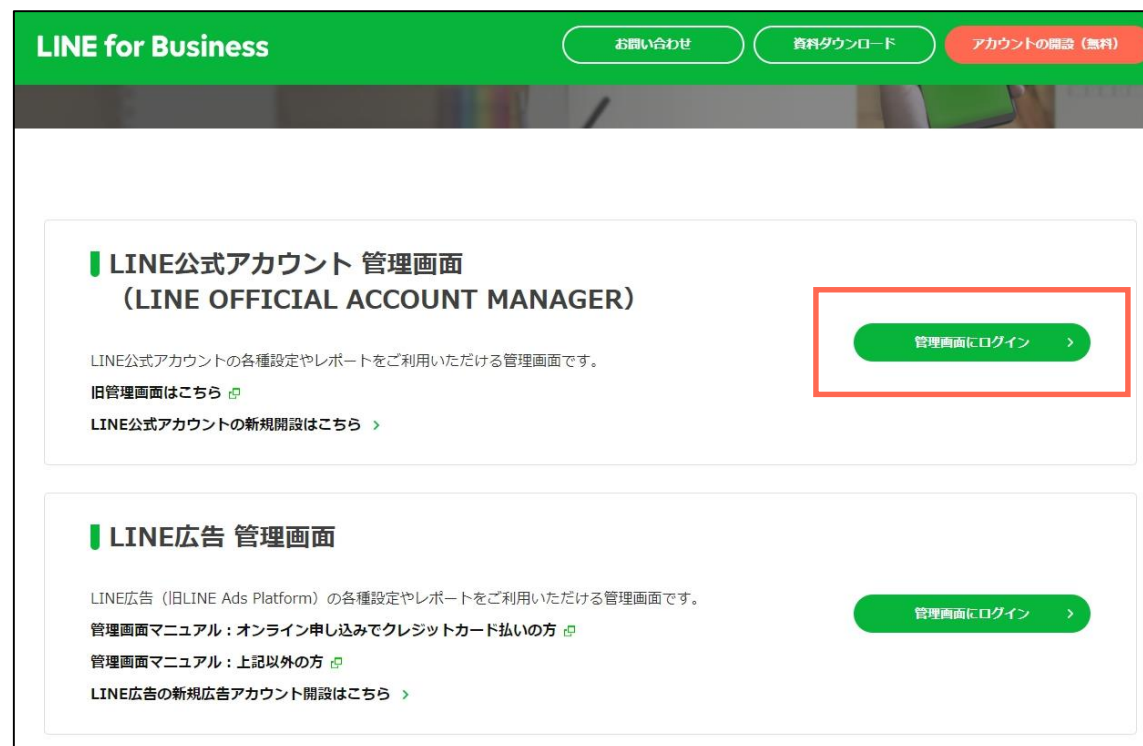 LINE for Business
お問い合わせ
資料ダウンロード
アカウントの開設（無料）
LINE公式アカウント 管理画面
（LINE OFFICIAL ACCOUNT MANAGER）
管理画面にログイン
LINE公式アカウントの各種設定やレポートをご利用いただける管理画面です。
旧管理画面はこちら
LINE公式アカウントの新規開設はこちら
LINE広告 管理画面
LINE広告（旧LINE Ads Platform）の各種設定やレポートをご利用いただける管理画面です。
管理画面にログイン
管理画面マニュアル：オンライン申し込みでクレジットカード払いの方
管理画面マニュアル：上記以外の方
LINE広告の新規広告アカウント開設はこちら